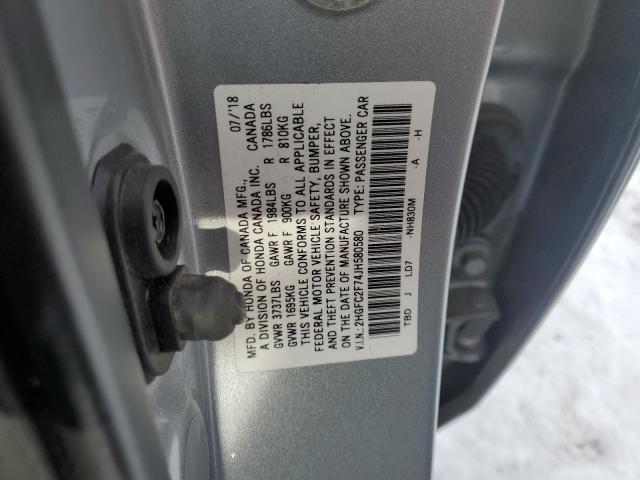 MFD. BY HONDA OF CANADA MFG., 07/'18
A DIVISION OF HONDA CANADA INC. CANADA
GVWR 3737LBS GAWR F 1984LBS R 1786LBS
GVWR 1695KG GAWR F 900KG R 810KG
THIS VEHICLE CONFORMS TO ALL APPLICABLE
FEDERAL MOTOR VEHICLE SAFETY, BUMPER,
AND THEFT PREVENTION STANDARDS IN EFFECT
ON THE DATE OF MANUFACTURE SHOWN ABOVE.
V.I.N.: 2HGFC2F74JH580580 TYPE: PASSENGER CAR
TBD J LD7 -NH830M -A -H